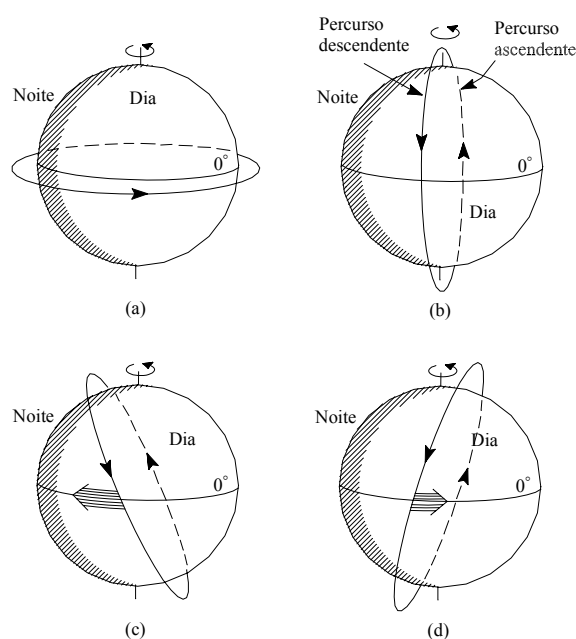 Noite
Dia
0°
(a)
Percurso
descendente
Percurso
ascendente
Noite
0°
Dia
(b)
Noite
Dia
0°
(c)
Noite
Dia
0°
(d)